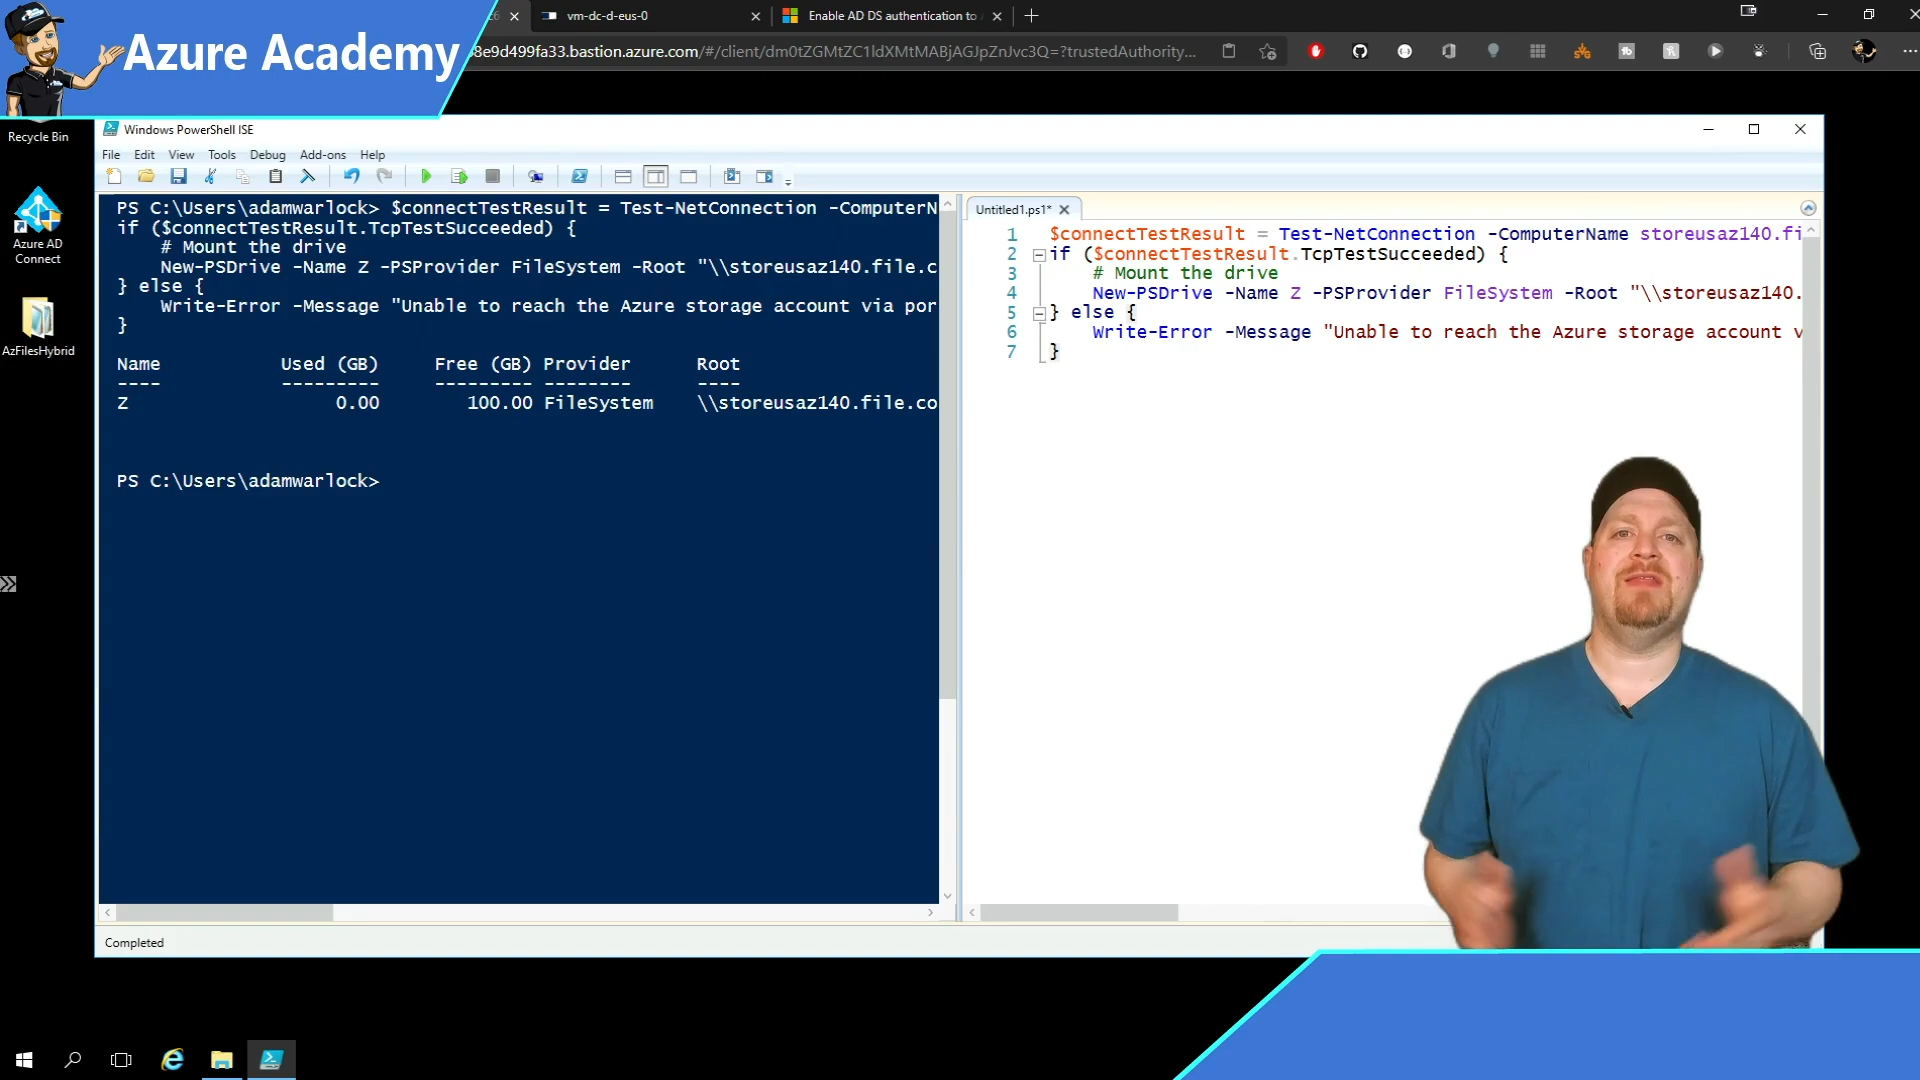 Azure Academy
vm-dc-d-eus-0
Enable AD DS authentication to
8e9d499fa33.bastion.azure.com/#/client/dm0tZGMtZC1ldXMtMABjAGJpZnJvc3Q=?trustedAuthority...
Recycle Bin
Azure AD
Connect
AzFilesHybrid
Windows PowerShell ISE
File Edit View Tools Debug Add-ons Help
PS C:\Users\adamwarlock> $connectTestResult = Test-NetConnection -ComputerN
if ($connectTestResult.TcpTestSucceeded) {
# Mount the drive
New-PSDrive -Name Z -PSProvider FileSystem -Root "\\storeusaz140.file.c
} else {
Write-Error -Message "Unable to reach the Azure storage account via por
}
Name Used (GB) Free (GB) Provider Root
---- --------- --------- -------- ----
Z 0.00 100.00 FileSystem \\storeusaz140.file.co
PS C:\Users\adamwarlock>
Untitled1.ps1*
1 $connectTestResult = Test-NetConnection -ComputerName storeusaz140.fi
2 if ($connectTestResult.TcpTestSucceeded) {
3 # Mount the drive
4 New-PSDrive -Name Z -PSProvider FileSystem -Root "\\storeusaz140.
5 } else {
6 Write-Error -Message "Unable to reach the Azure storage account v
7 }
Completed